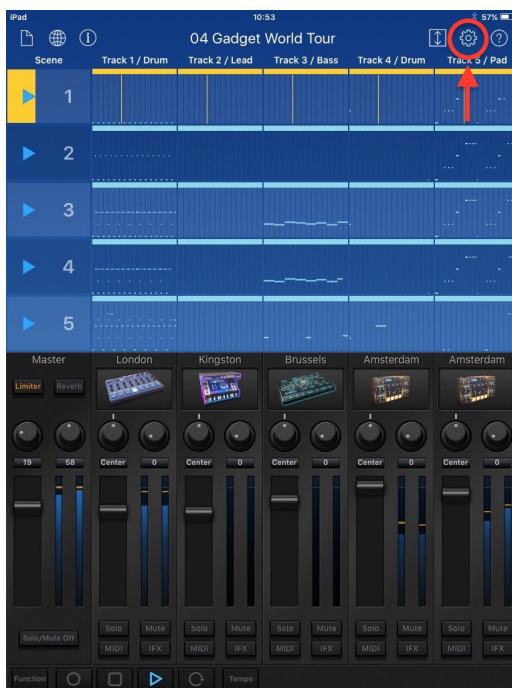 iPad 10:53 57%
04 Gadget World Tour
Scene Track 1 / Drum Track 2 / Lead Track 3 / Bass Track 4 / Drum Track 5 / Pad
1
2
3
4
5
Master London Kingston Brussels Amsterdam Amsterdam
Limiter Reverb
19 58 Center 0 Center 0 Center 0 Center 0 Center 0
Solo Mute Solo Mute Solo Mute Solo Mute Solo Mute
Solo/Mute Off
MIDI IFX MIDI IFX MIDI IFX MIDI IFX MIDI IFX
Function Tempo